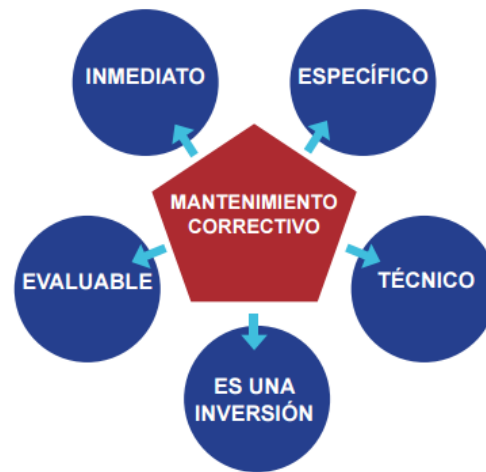 INMEDIATO
ESPECÍFICO
MANTENIMIENTO
CORRECTIVO
EVALUABLE
TÉCNICO
ES UNA
INVERSIÓN